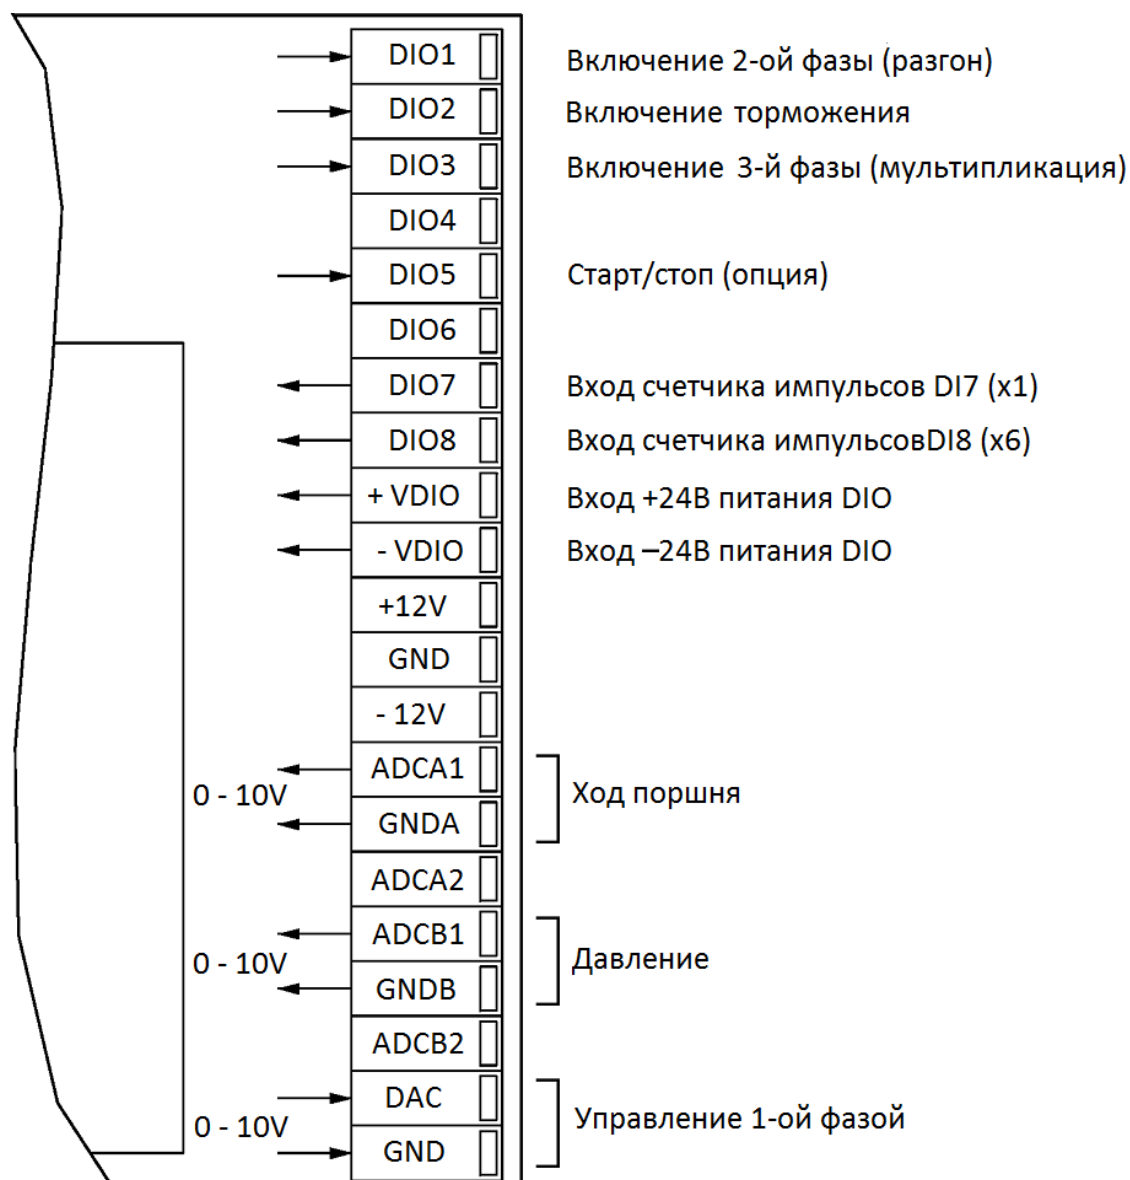 DIO1 Включение 2-ой фазы (разгон)
DIO2 Включение торможения
DIO3 Включение 3-й фазы (мультипликация)
DIO4
DIO5 Старт/стоп (опция)
DIO6
DIO7 Вход счетчика импульсов DI7 (x1)
DIO8 Вход счетчика импульсовDI8 (x6)
+ VDIO Вход +24В питания DIO
- VDIO Вход –24В питания DIO
+12V
GND
- 12V
ADCA1
0 - 10V Ход поршня
GNDA
ADCA2
ADCB1
0 - 10V Давление
GNDB
ADCB2
DAC
0 - 10V Управление 1-ой фазой
GND